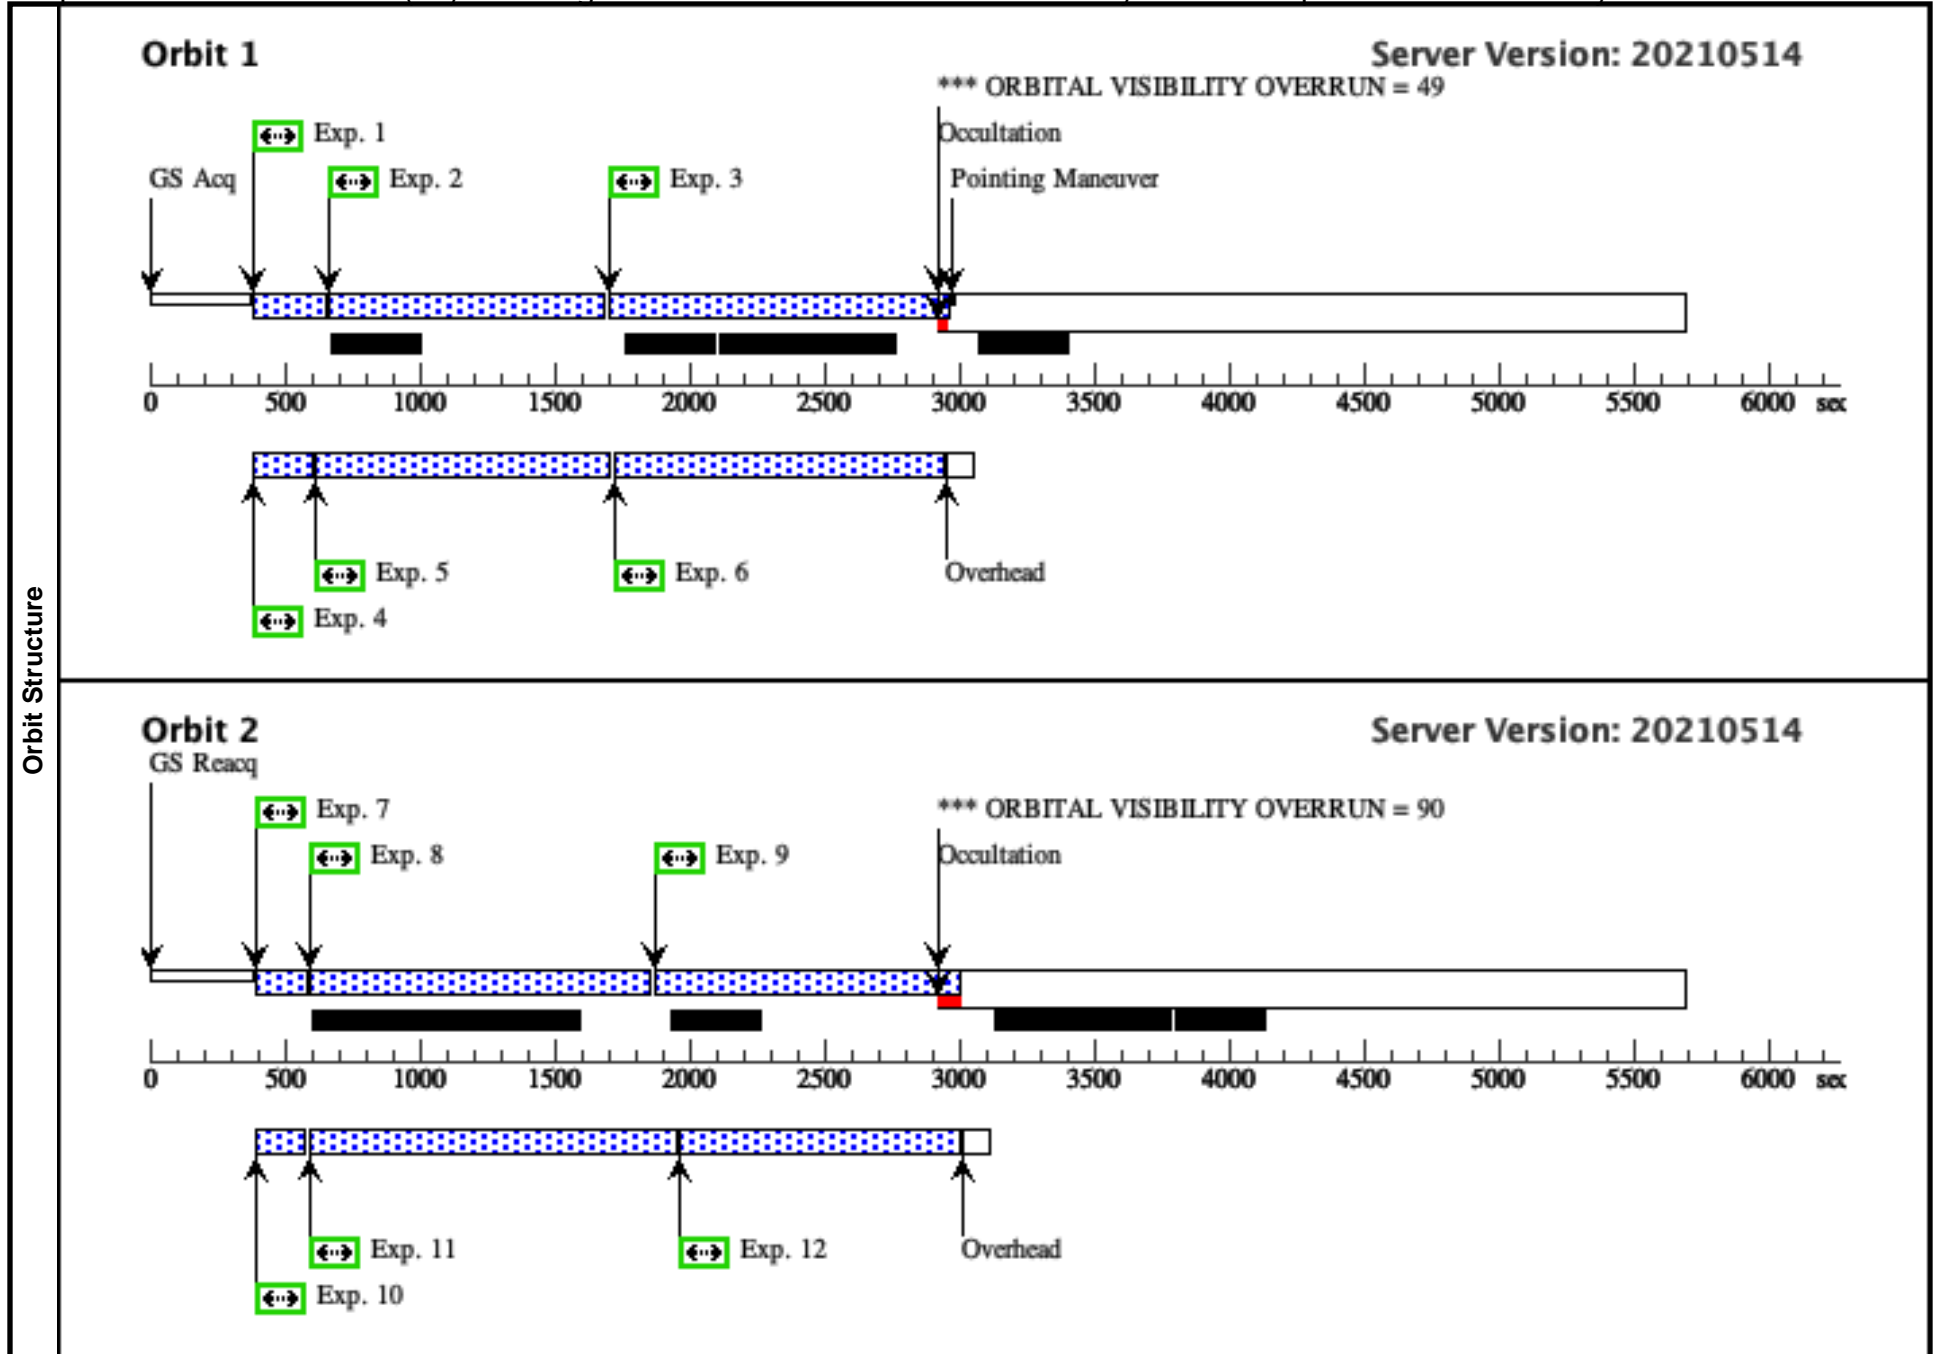 Orbit Structure
Orbit 1
Server Version: 20210514
*** ORBITAL VISIBILITY OVERRUN = 49
Exp. 1
Occultation
GS Acq
Exp. 2
Exp. 3
Pointing Maneuver
0 500 1000 1500 2000 2500 3000 3500 4000 4500 5000 5500 6000 sec
Exp. 5
Exp. 6
Overhead
Exp. 4
Orbit 2
Server Version: 20210514
GS Reacq
Exp. 7
*** ORBITAL VISIBILITY OVERRUN = 90
Exp. 8
Exp. 9
Occultation
0 500 1000 1500 2000 2500 3000 3500 4000 4500 5000 5500 6000 sec
Exp. 11
Exp. 12
Overhead
Exp. 10